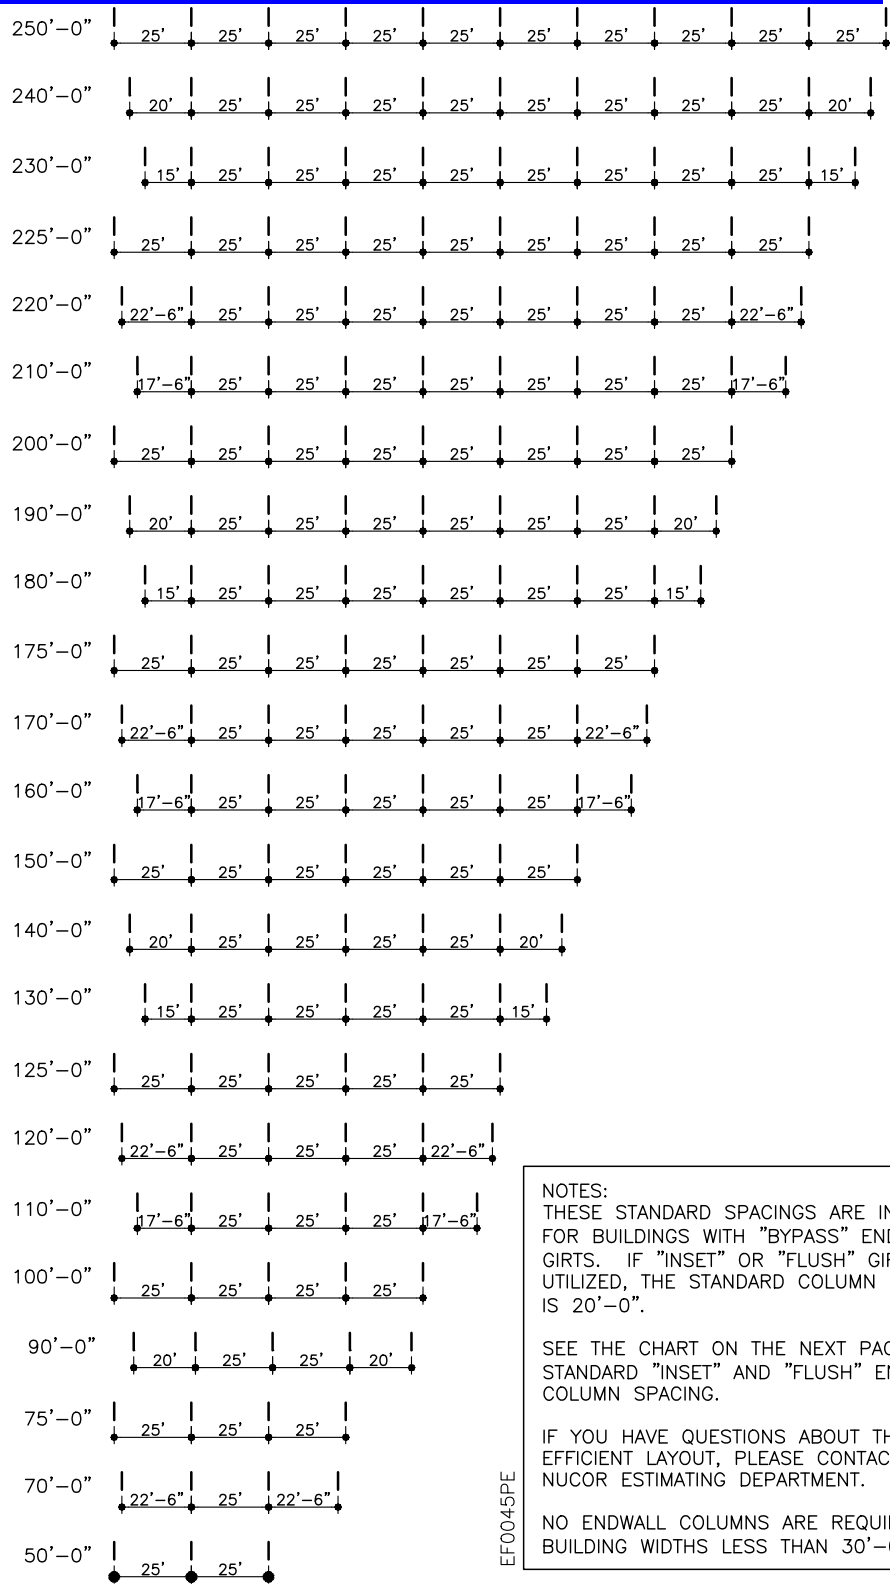 250'-0" 25' 25' 25' 25' 25' 25' 25' 25' 25' 25'
240'-0" 20' 25' 25' 25' 25' 25' 25' 25' 25' 20'
230'-0" 15' 25' 25' 25' 25' 25' 25' 25' 25' 15'
225'-0" 25' 25' 25' 25' 25' 25' 25' 25' 25'
220'-0" 22'-6" 25' 25' 25' 25' 25' 25' 25' 22'-6"
210'-0" 17'-6" 25' 25' 25' 25' 25' 25' 25' 17'-6"
200'-0" 25' 25' 25' 25' 25' 25' 25' 25'
190'-0" 20' 25' 25' 25' 25' 25' 25' 20'
180'-0" 15' 25' 25' 25' 25' 25' 25' 15'
175'-0" 25' 25' 25' 25' 25' 25' 25'
170'-0" 22'-6" 25' 25' 25' 25' 25' 22'-6"
160'-0" 17'-6" 25' 25' 25' 25' 25' 17'-6"
150'-0" 25' 25' 25' 25' 25' 25'
140'-0" 20' 25' 25' 25' 25' 20'
130'-0" 15' 25' 25' 25' 25' 15'
125'-0" 25' 25' 25' 25' 25'
120'-0" 22'-6" 25' 25' 25' 22'-6"
110'-0" 17'-6" 25' 25' 25' 17'-6"
100'-0" 25' 25' 25' 25'
90'-0" 20' 25' 25' 20'
75'-0" 25' 25' 25'
70'-0" 22'-6" 25' 22'-6"
50'-0" 25' 25'
NOTES:
THESE STANDARD SPACINGS ARE
FOR BUILDINGS WITH "BYPASS"
GIRTS. IF "INSET" OR "FLUSH"
UTILIZED, THE STANDARD COLUMN
IS 20'-0".
SEE THE CHART ON THE NEXT
STANDARD "INSET" AND "FLUSH"
COLUMN SPACING.
IF YOU HAVE QUESTIONS ABOUT
EFFICIENT LAYOUT, PLEASE
NUCOR ESTIMATING DEPARTMENT.
NO ENDWALL COLUMNS ARE
BUILDING WIDTHS LESS THAN
EF0045PE